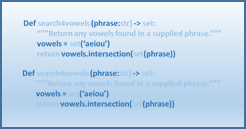 Def search4vowels(phrase:str) -> set:
"""Return any vowels found in a supplied phrase."""
vowels = set('aeiou')
return vowels.intersection(set(phrase))
Def search4vowels(phrase:str) -> set:
"""Return any vowels found in a supplied phrase."""
vowels = set('aeiou')
return vowels.intersection(set(phrase))